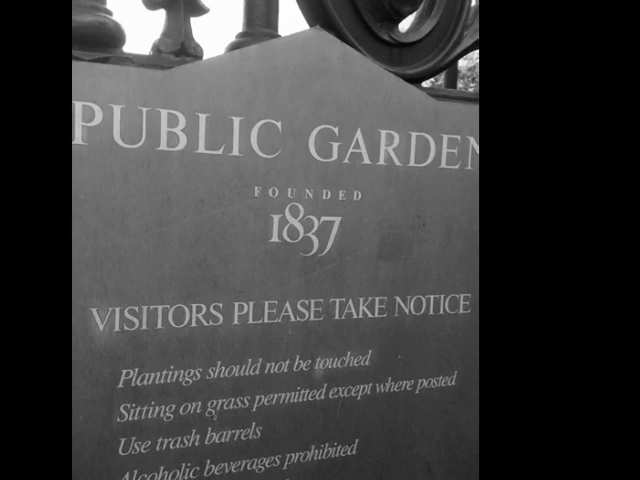 PUBLIC GARDEN
FOUNDED
1837
VISITORS PLEASE TAKE NOTICE
Plantings should not be touched
Sitting on grass permitted except where posted
Use trash barrels
Alcoholic beverages prohibited